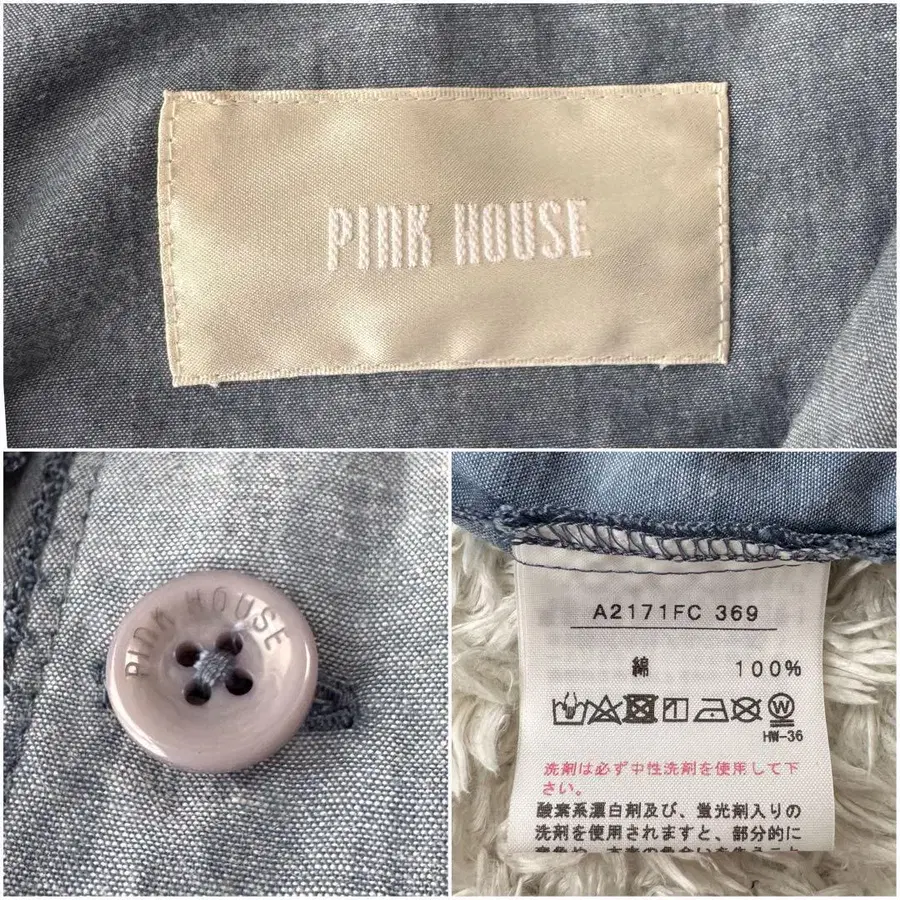 PINK HOUSE
PINK HOUSE
A2171FC 369
綿 100%
W
HW-36
洗剤は必ず中性洗剤を使用して下
さい。
酸素系漂白剤及び、蛍光剤入りの
洗剤を使用されますと、部分的に